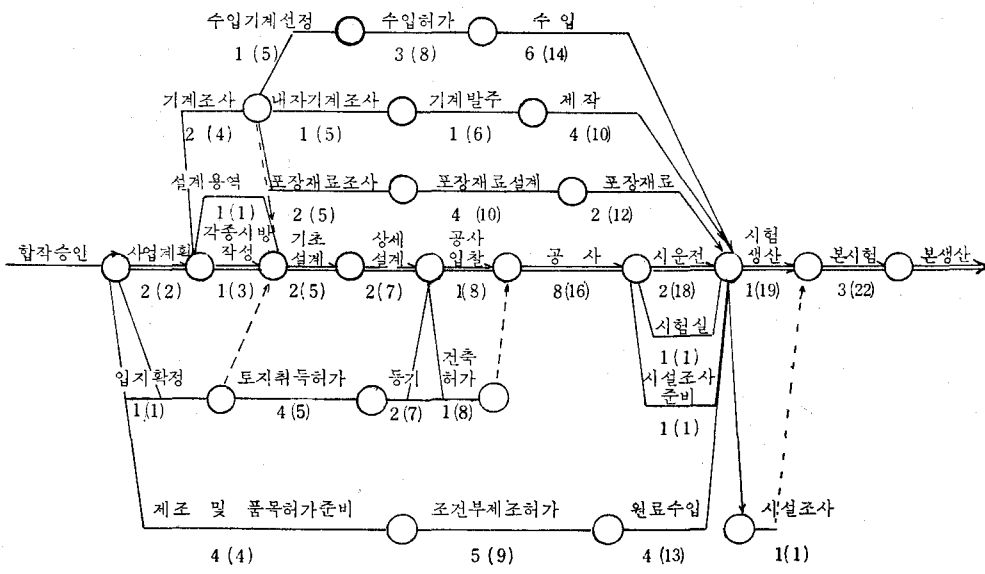 수입기계선정 수입허가 수 입
1 (5) 3 (8) 6 (14)
기계조사 내자기계조사 기계발주 제 작
2 (4) 1 (5) 1 (6) 4 (10)
설계용역 포장재료조사 포장재료설계 포장재료
1 (1) 2 (5) 4 (10) 2 (12)
합작승인 사업계획 각종시방 작성 기초 설계 상세 설계 공사 입찰 공 사 시운전 시험 생산 본시험 본생산
2 (2) 1 (3) 2 (5) 2 (7) 1(8) 8 (16) 2 (18) 1(19) 3 (22)
시험실
1 (1)
입지확정 토지취득허가 등기 건축 허가 시설조사 준비
1 (1) 4 (5) 2 (7) 1 (8) 1 (1)
제조 및 품목허가준비 조건부제조허가 원료수입 시설조사
4 (4) 5 (9) 4 (13) 1(1)